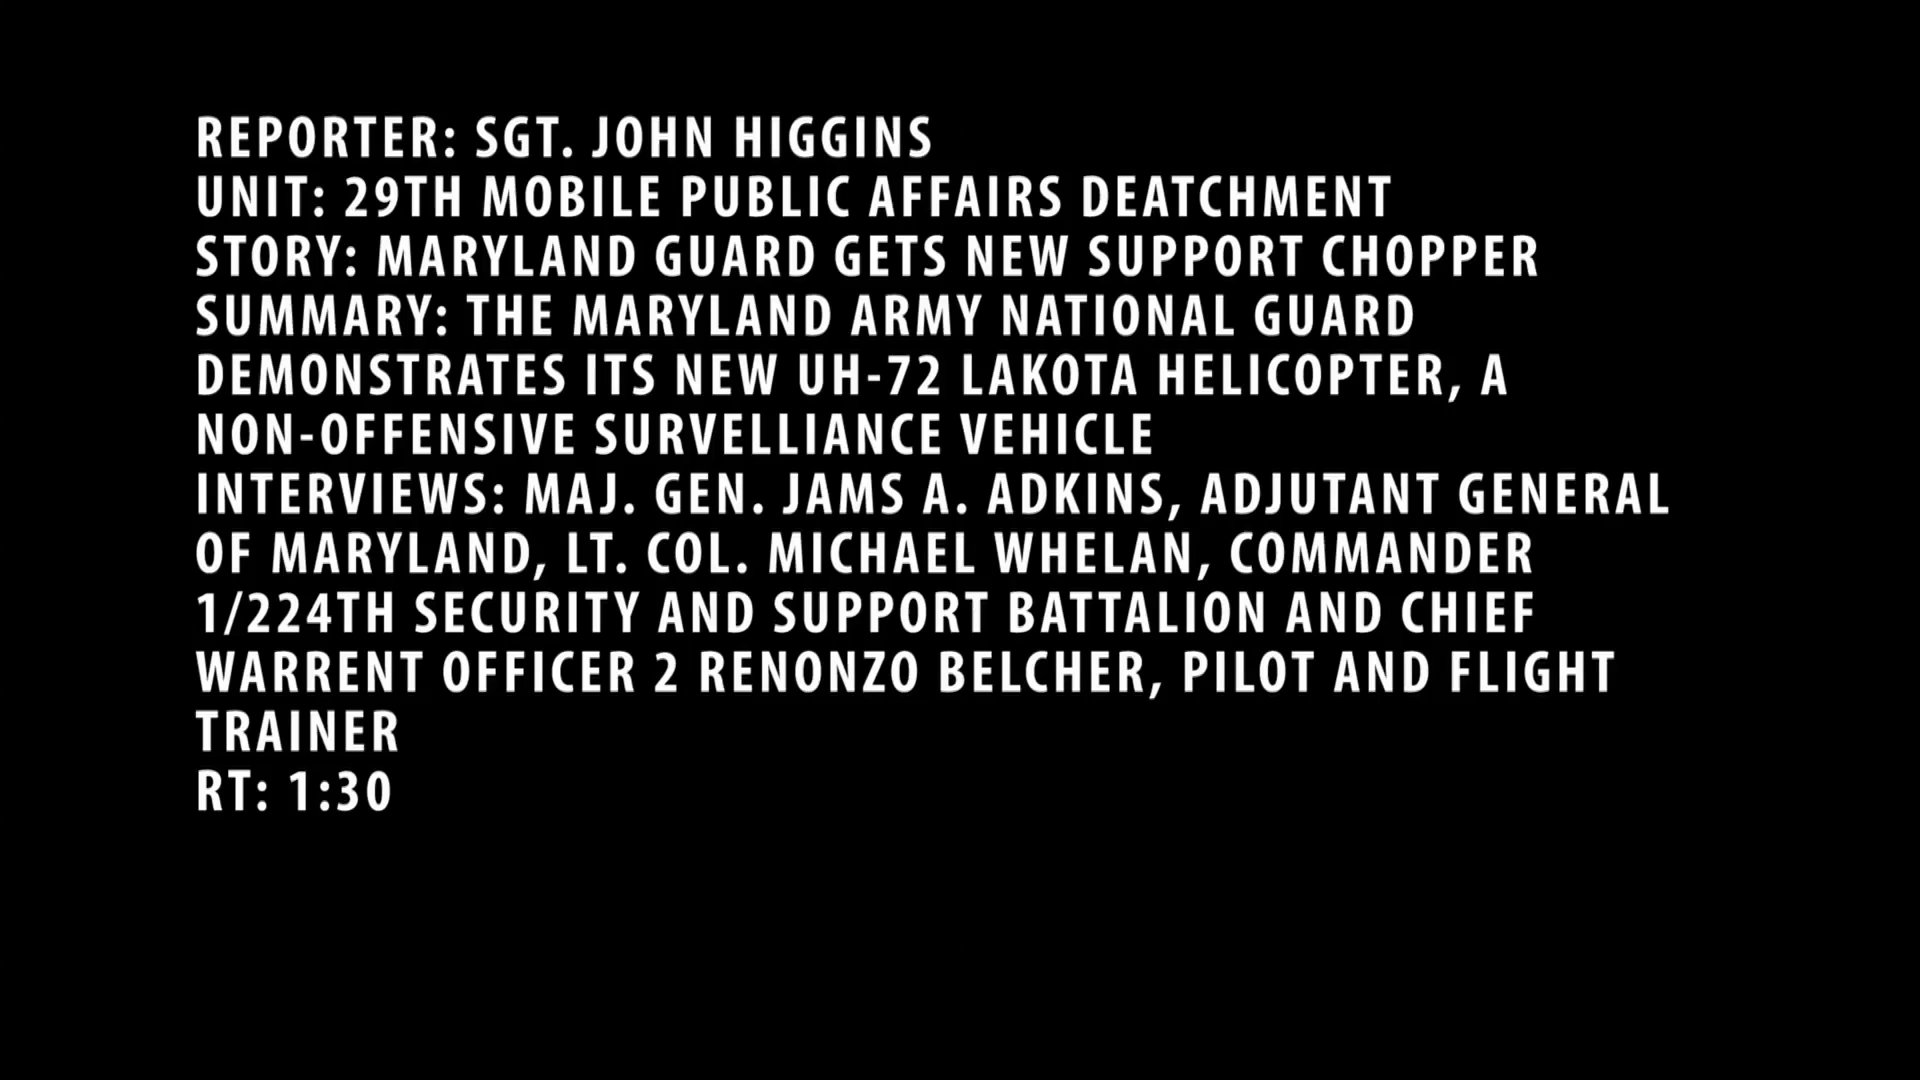 REPORTER: SGT. JOHN HIGGINS
UNIT: 29TH MOBILE PUBLIC AFFAIRS DEATCHMENT
STORY: MARYLAND GUARD GETS NEW SUPPORT CHOPPER
SUMMARY: THE MARYLAND ARMY NATIONAL GUARD
DEMONSTRATES ITS NEW UH-72 LAKOTA HELICOPTER, A
NON-OFFENSIVE SURVELLIANCE VEHICLE
INTERVIEWS: MAJ. GEN. JAMS A. ADKINS, ADJUTANT GENERAL
OF MARYLAND, LT. COL. MICHAEL WHELAN, COMMANDER
1/224TH SECURITY AND SUPPORT BATTALION AND CHIEF
WARRENT OFFICER 2 RENONZO BELCHER, PILOT AND FLIGHT
TRAINER
RT: 1:30